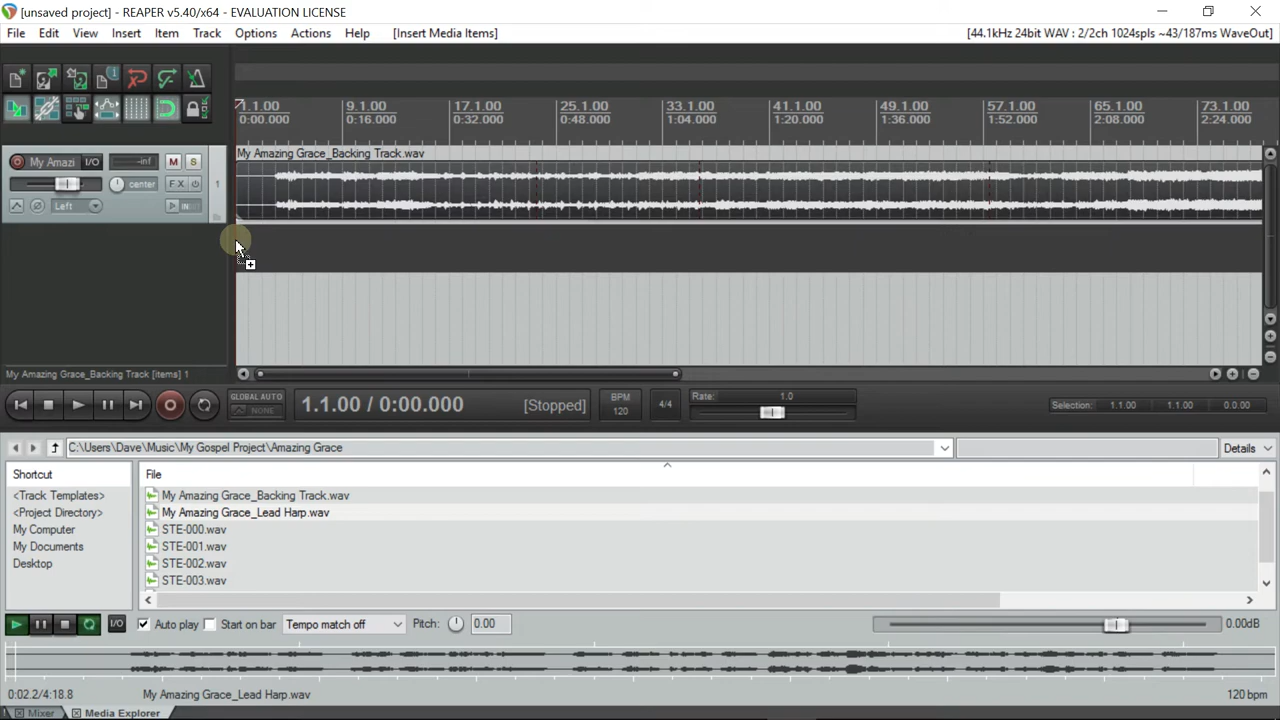 [unsaved project] - REAPER v5.40/x64 - EVALUATION LICENSE
File Edit View Insert Item Track Options Actions Help [Insert Media Items] [44.1kHz 24bit WAV : 2/2ch 1024spls ~43/187ms WaveOut]
1.1.00 9.1.00 17.1.00 25.1.00 33.1.00 41.1.00 49.1.00 57.1.00 65.1.00 73.1.00
0:00.000 0:16.000 0:32.000 0:48.000 1:04.000 1:20.000 1:36.000 1:52.000 2:08.000 2:24.000
My Amazing Grace_Backing Track.wav
My Amazi I/O -inf M S
center FX 1
Left IN
My Amazing Grace_Backing Track [items] 1
GLOBAL AUTO
NONE
1.1.00 / 0:00.000 [Stopped]
BPM
120
4/4
Rate: 1.0
Selection: 1.1.00 1.1.00 0.0.00
C:\Users\Dave\Music\My Gospel Project\Amazing Grace Details
Shortcut File
<Track Templates> My Amazing Grace_Backing Track.wav
<Project Directory> My Amazing Grace_Lead Harp.wav
My Computer STE-000.wav
My Documents STE-001.wav
Desktop STE-002.wav
STE-003.wav
I/O Auto play Start on bar Tempo match off Pitch: 0.00 0.00dB
0:02.2/4:18.8 My Amazing Grace_Lead Harp.wav 120 bpm
Mixer Media Explorer